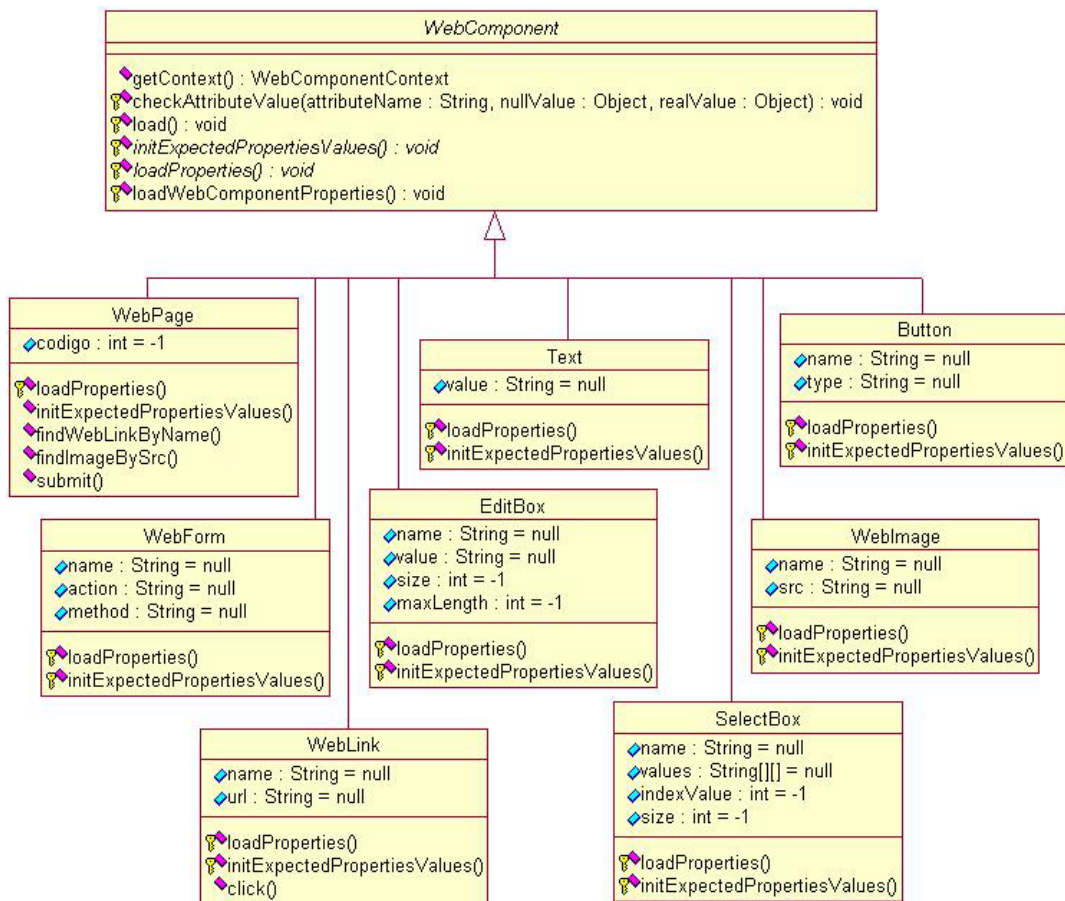 WebComponent
getContext() : WebComponentContext
checkAttributeValue(attributeName : String, nullValue : Object, realValue : Object) : void
load() : void
initExpectedPropertiesValues() : void
loadProperties() : void
loadWebComponentProperties() : void
WebPage
codigo : int = -1
loadProperties()
initExpectedPropertiesValues()
findWebLinkByName()
findImageBySrc()
submit()
Text
value : String = null
loadProperties()
initExpectedPropertiesValues()
Button
name : String = null
type : String = null
loadProperties()
initExpectedPropertiesValues()
WebForm
name : String = null
action : String = null
method : String = null
loadProperties()
initExpectedPropertiesValues()
EditBox
name : String = null
value : String = null
size : int = -1
maxLength : int = -1
loadProperties()
initExpectedPropertiesValues()
WebImage
name : String = null
src : String = null
loadProperties()
initExpectedPropertiesValues()
WebLink
name : String = null
url : String = null
loadProperties()
initExpectedPropertiesValues()
click()
SelectBox
name : String = null
values : String[][] = null
indexValue : int = -1
size : int = -1
loadProperties()
initExpectedPropertiesValues()